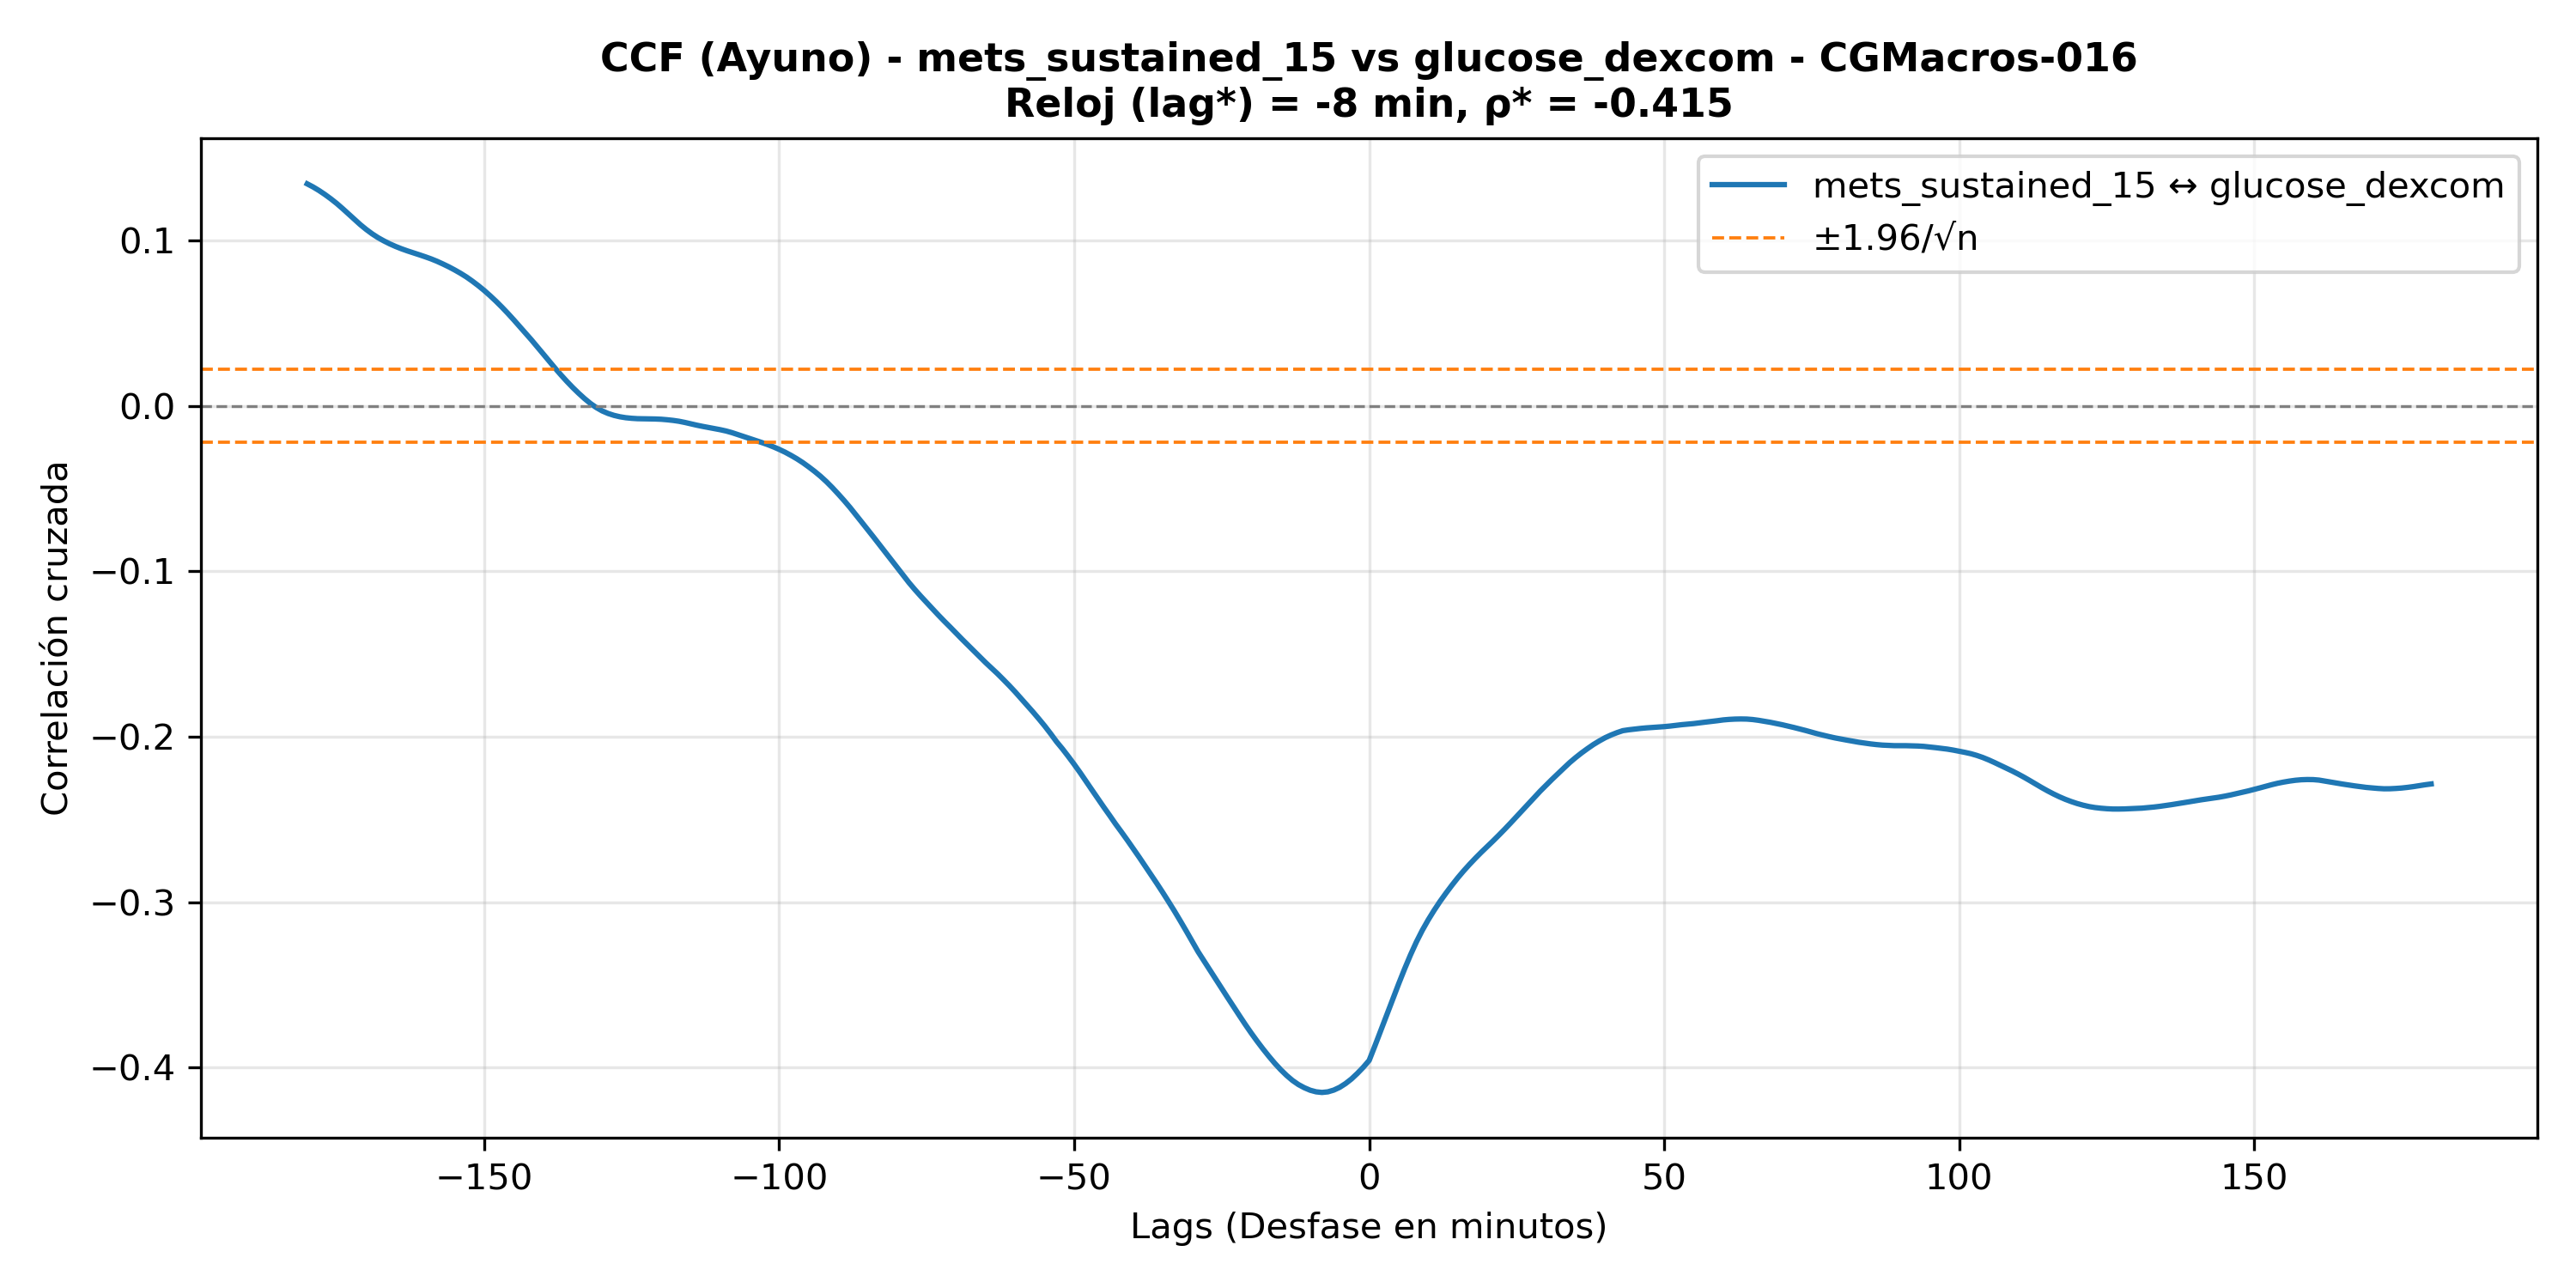 CCF (Ayuno) - mets_sustained_15 vs glucose_dexcom - CGMacros-016
Reloj (lag*) = -8 min, ρ* = -0.415
mets_sustained_15 ↔ glucose_dexcom
±1.96/√n
Correlación cruzada
0.1
0.0
−0.1
−0.2
−0.3
−0.4
−150
−100
−50
0
50
100
150
Lags (Desfase en minutos)